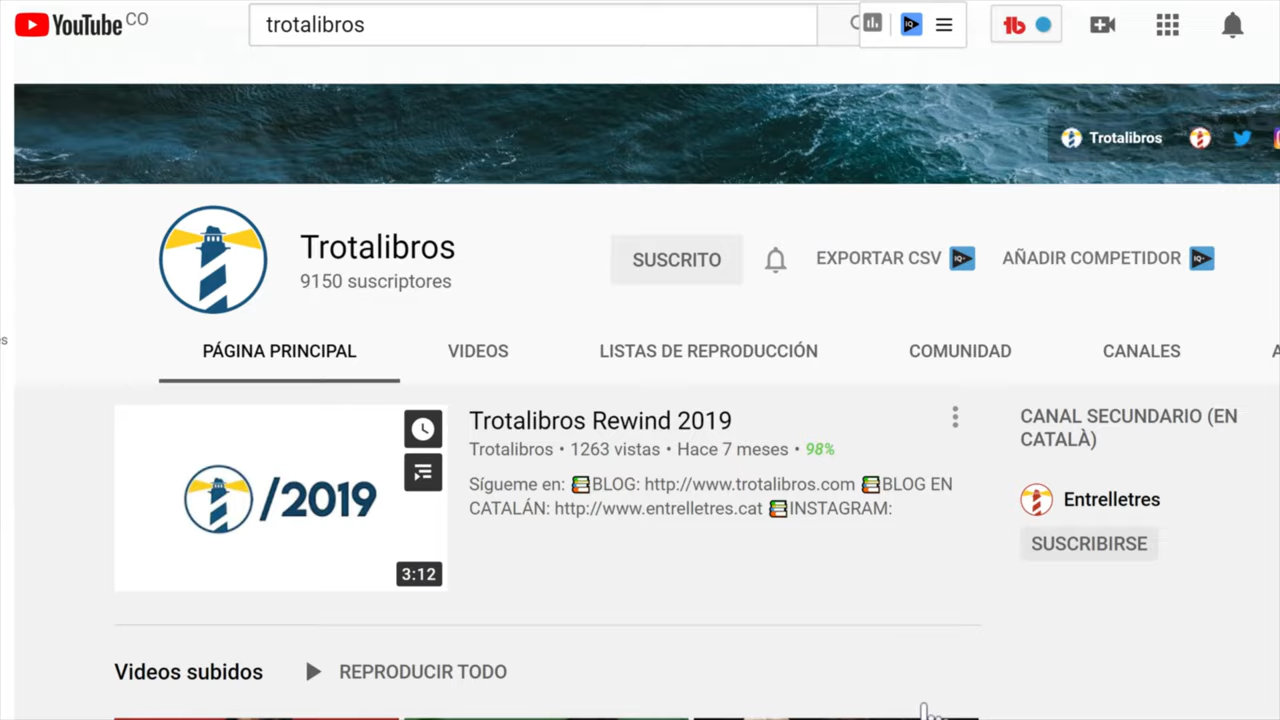 YouTube CO
trotalibros
Trotalibros
Trotalibros
9150 suscriptores
SUSCRITO
EXPORTAR CSV
AÑADIR COMPETIDOR
PÁGINA PRINCIPAL
VIDEOS
LISTAS DE REPRODUCCIÓN
COMUNIDAD
CANALES
/2019
3:12
Trotalibros Rewind 2019
Trotalibros • 1263 vistas • Hace 7 meses • 98%
Sígueme en: 📚BLOG: http://www.trotalibros.com 📚BLOG EN
CATALÁN: http://www.entrelletres.cat 📚INSTAGRAM:
CANAL SECUNDARIO (EN
CATALÀ)
Entrelletres
SUSCRIBIRSE
Videos subidos
REPRODUCIR TODO